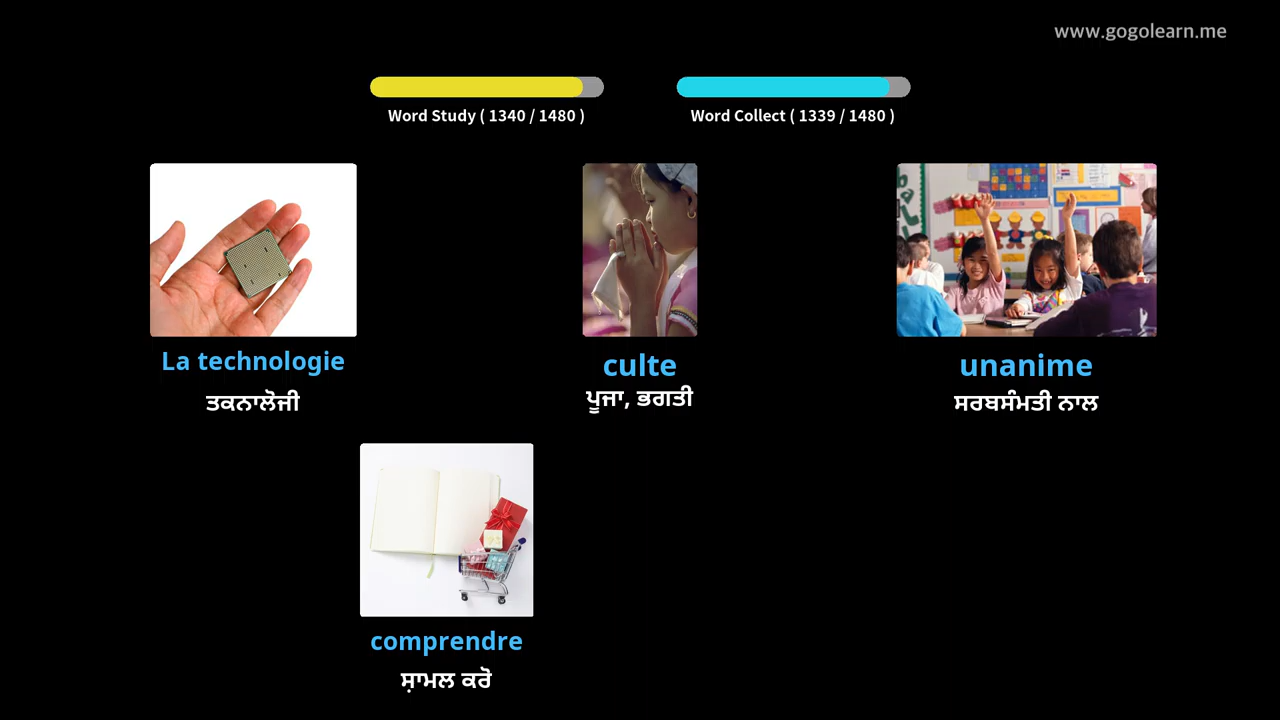 www.gogolearn.me
Word Study ( 1340 / 1480 )
Word Collect ( 1339 / 1480 )
La technologie
culte
unanime
ਤਕਨਾਲੋਜੀ
ਪੂਜਾ, ਭਗਤੀ
ਸਰਬਸੰਮਤੀ ਨਾਲ
comprendre
ਸ਼ਾਮਲ ਕਰੋ